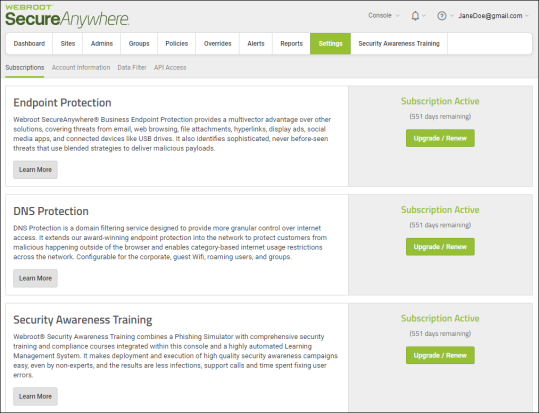 WEBROOT
SecureAnywhere.
Console
JaneDoe@gmail.com
Dashboard Sites Admins Groups Policies Overrides Alerts Reports Settings Security Awareness Training
Subscriptions Account Information Data Filter API Access
Endpoint Protection
Webroot SecureAnywhere® Business Endpoint Protection provides a multivector advantage over other
solutions, covering threats from email, web browsing, file attachments, hyperlinks, display ads, social
media apps, and connected devices like USB drives. It also identifies sophisticated, never before-seen
threats that use blended strategies to deliver malicious payloads.
Learn More
Subscription Active
(551 days remaining)
Upgrade / Renew
DNS Protection
DNS Protection is a domain filtering service designed to provide more granular control over internet
access. It extends our award-winning endpoint protection into the network to protect customers from
malicious happening outside of the browser and enables category-based internet usage restrictions
across the network. Configurable for the corporate, guest Wifi, roaming users, and groups.
Learn More
Subscription Active
(551 days remaining)
Upgrade / Renew
Security Awareness Training
Webroot® Security Awareness Training combines a Phishing Simulator with comprehensive security
training and compliance courses integrated within this console and a highly automated Learning
Management System. It makes deployment and execution of high quality security awareness campaigns
easy, even by non-experts, and the results are less infections, support calls and time spent fixing user
errors.
Learn More
Subscription Active
(551 days remaining)
Upgrade / Renew